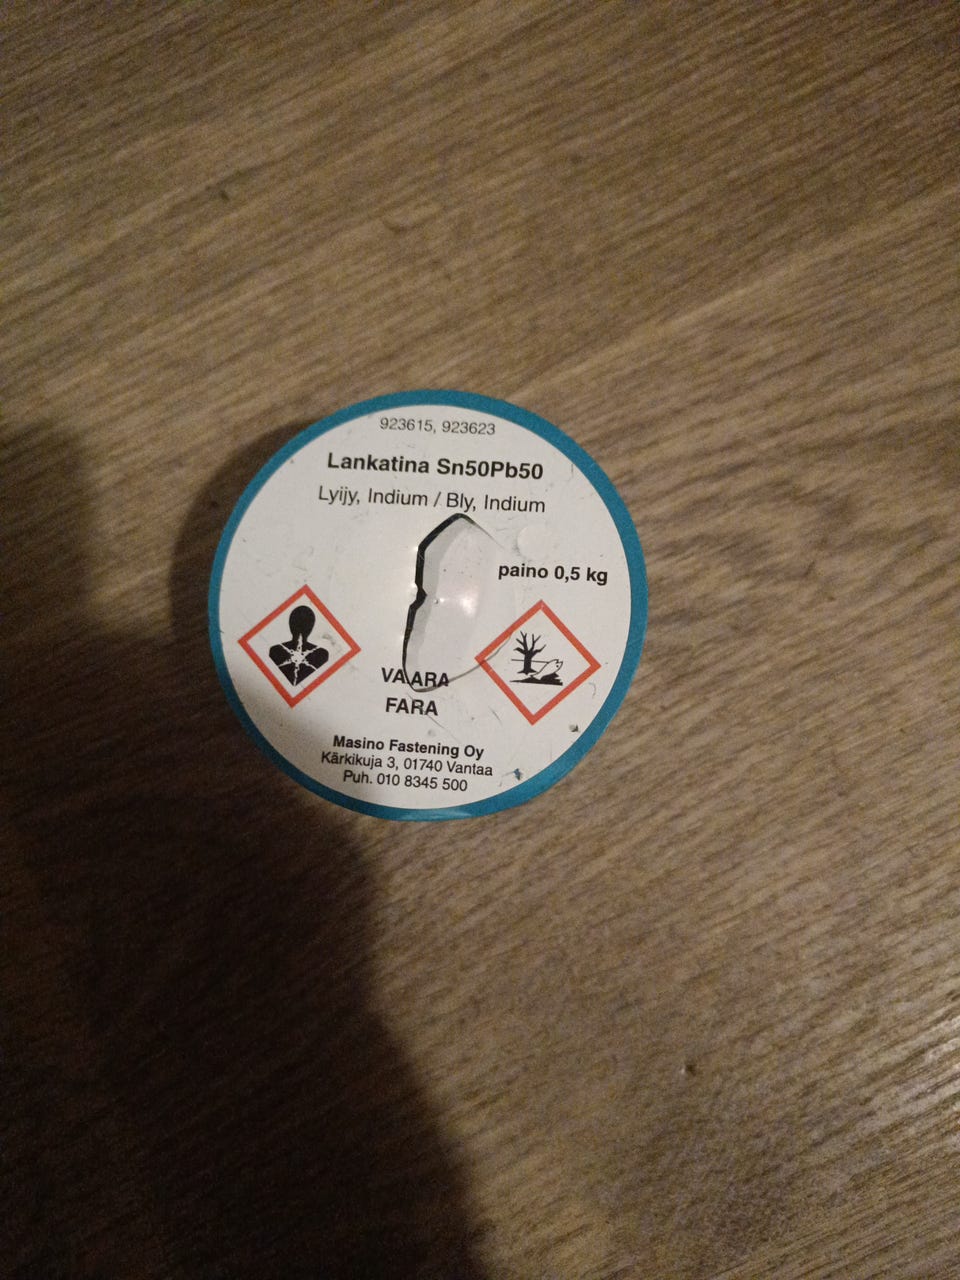 923615, 923623
Lankatina Sn50Pb50
Lyijy, Indium / Bly, Indium
paino 0,5 kg
VAARA
FARA
Masino Fastening Oy
Kärkikuja 3, 01740 Vantaa
Puh. 010 8345 500